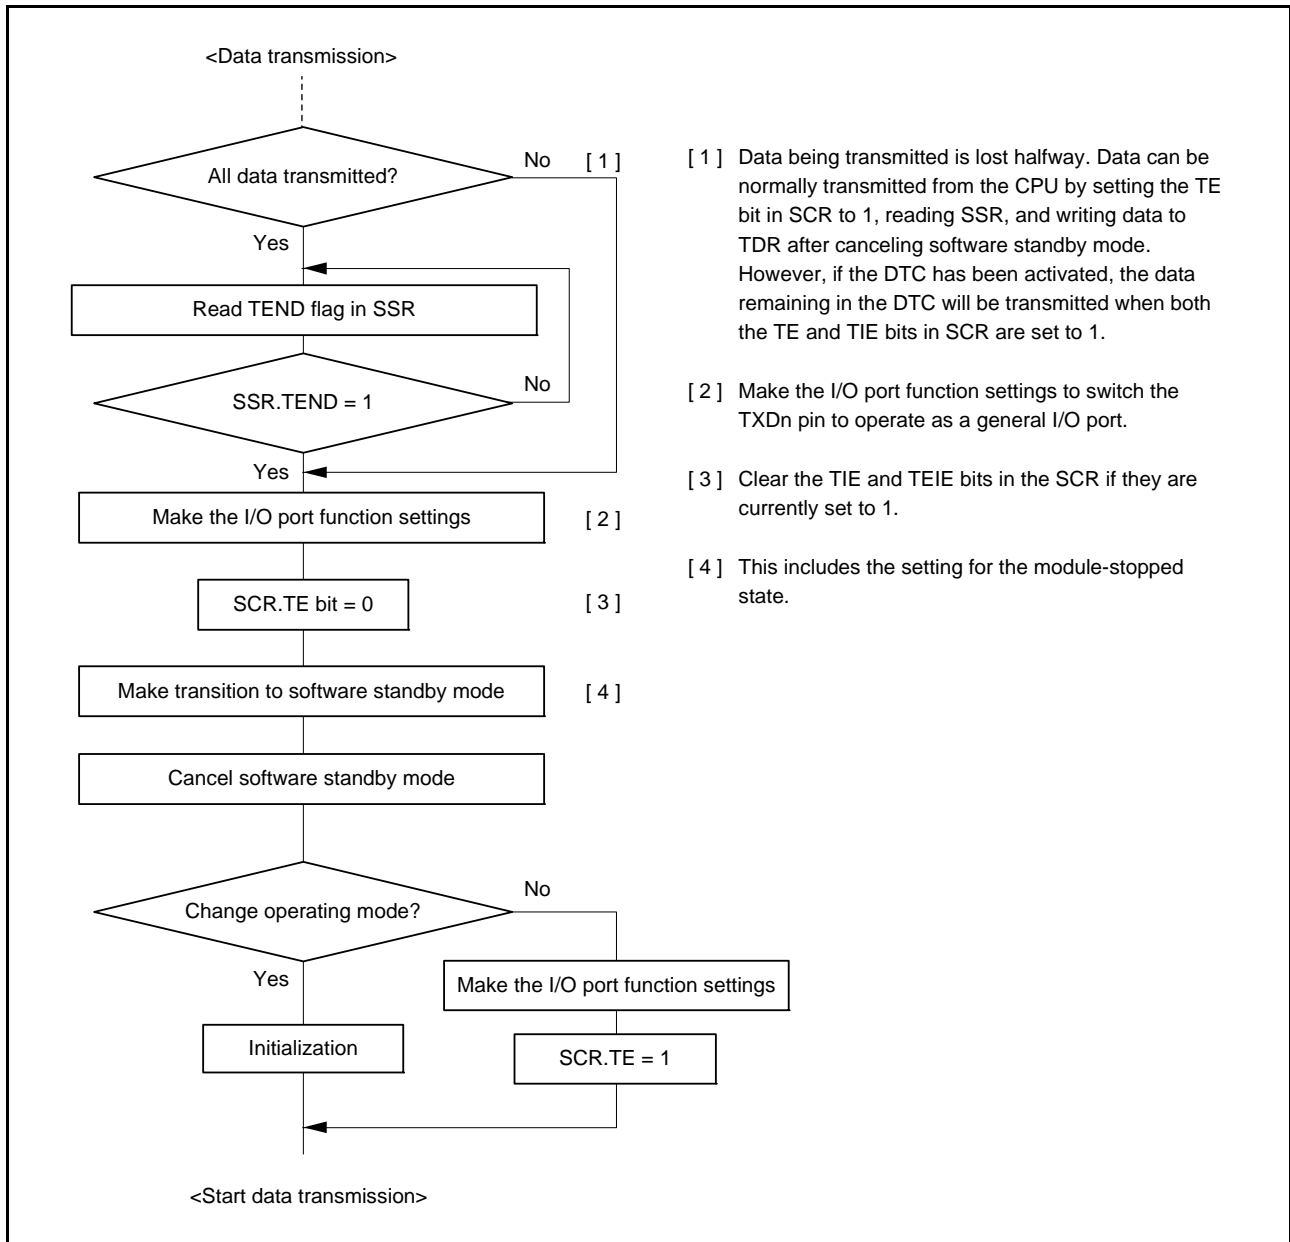 <Data transmission>
All data transmitted?
No
[ 1 ]
Yes
Read TEND flag in SSR
SSR.TEND = 1
No
Yes
Make the I/O port function settings
[ 2 ]
SCR.TE bit = 0
[ 3 ]
Make transition to software standby mode
[ 4 ]
Cancel software standby mode
Change operating mode?
No
Yes
Make the I/O port function settings
Initialization
SCR.TE = 1
<Start data transmission>
[ 1 ] Data being transmitted is lost halfway. Data can be
normally transmitted from the CPU by setting the TE
bit in SCR to 1, reading SSR, and writing data to
TDR after canceling software standby mode.
However, if the DTC has been activated, the data
remaining in the DTC will be transmitted when both
the TE and TIE bits in SCR are set to 1.
[ 2 ] Make the I/O port function settings to switch the
TXDn pin to operate as a general I/O port.
[ 3 ] Clear the TIE and TEIE bits in the SCR if they are
currently set to 1.
[ 4 ] This includes the setting for the module-stopped
state.